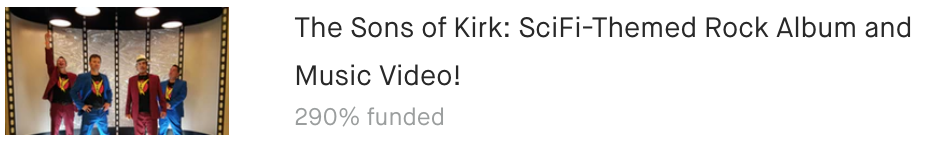 The Sons of Kirk: SciFi-Themed Rock Album and
Music Video!
290% funded